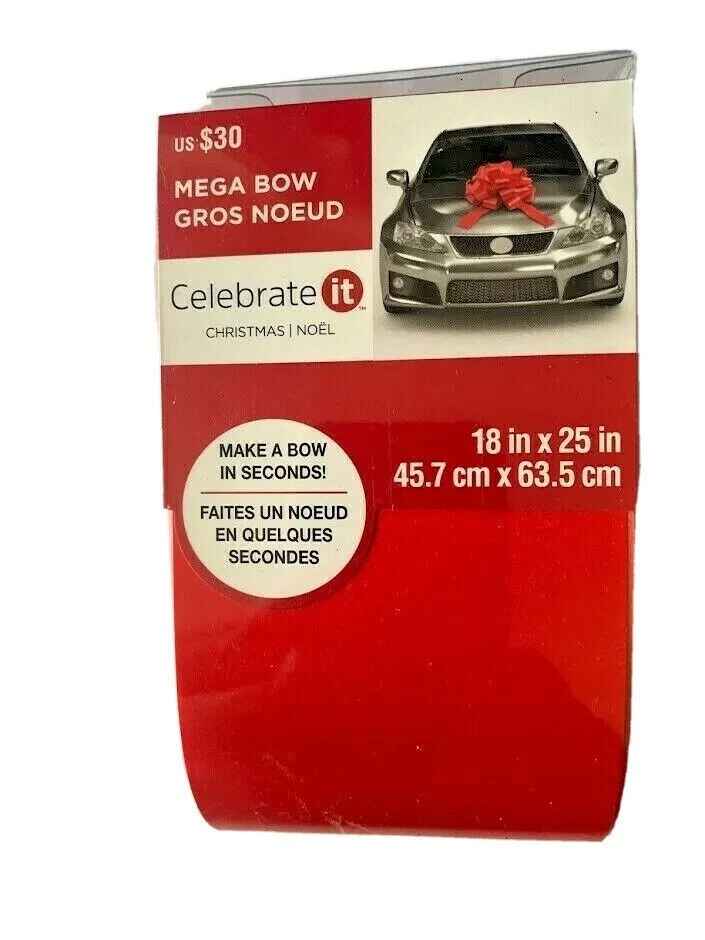 US $30
MEGA BOW
GROS NOEUD
Celebrate it™
CHRISTMAS | NOËL
18 in x 25 in
45.7 cm x 63.5 cm
MAKE A BOW
IN SECONDS!
FAITES UN NOEUD
EN QUELQUES
SECONDES